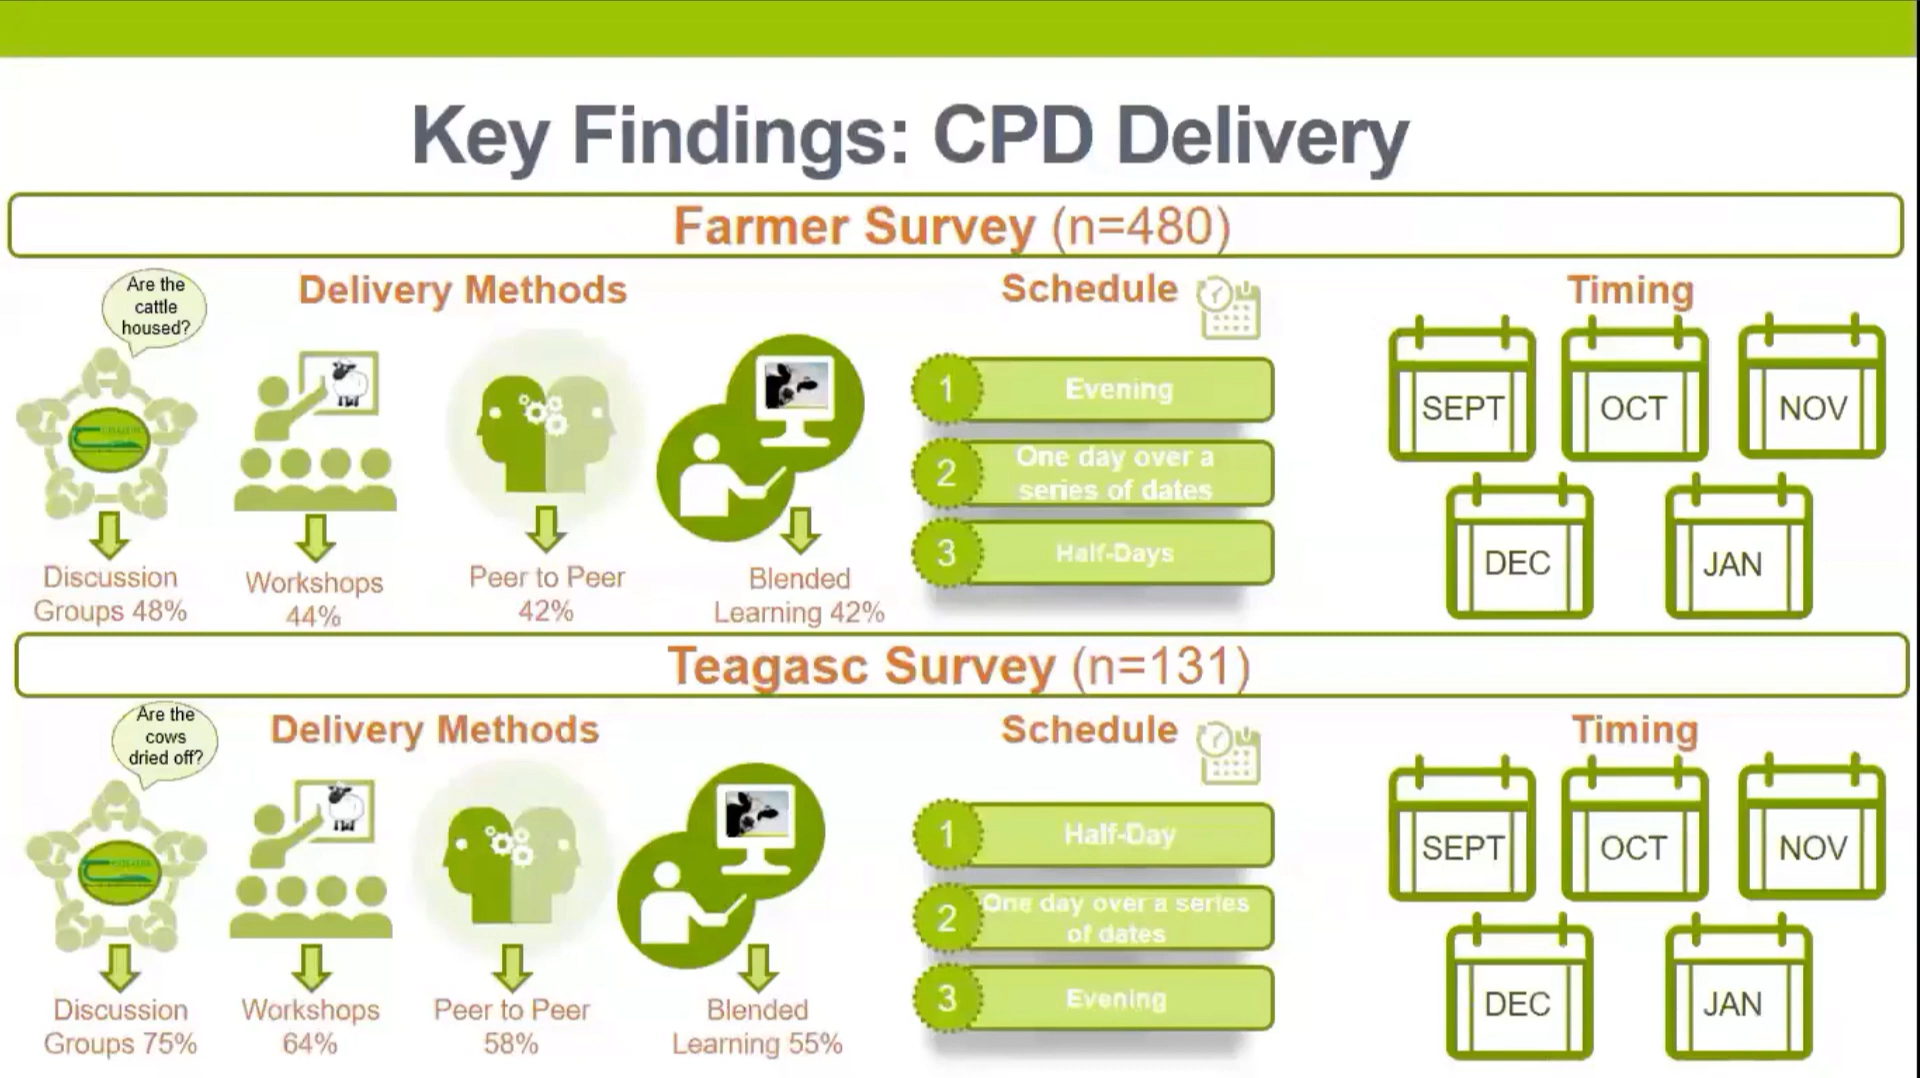 Key Findings: CPD Delivery
Farmer Survey (n=480)
Are the
cattle
housed?
Delivery Methods
Discussion
Groups 48%
Workshops
44%
Peer to Peer
42%
Blended
Learning 42%
Schedule
1
Evening
2
One day over a
series of dates
3
Half-Days
Timing
SEPT
OCT
NOV
DEC
JAN
Teagasc Survey (n=131)
Are the
cows
dried off?
Delivery Methods
Discussion
Groups 75%
Workshops
64%
Peer to Peer
58%
Blended
Learning 55%
Schedule
1
Half-Day
2
One day over a series
of dates
3
Evening
Timing
SEPT
OCT
NOV
DEC
JAN